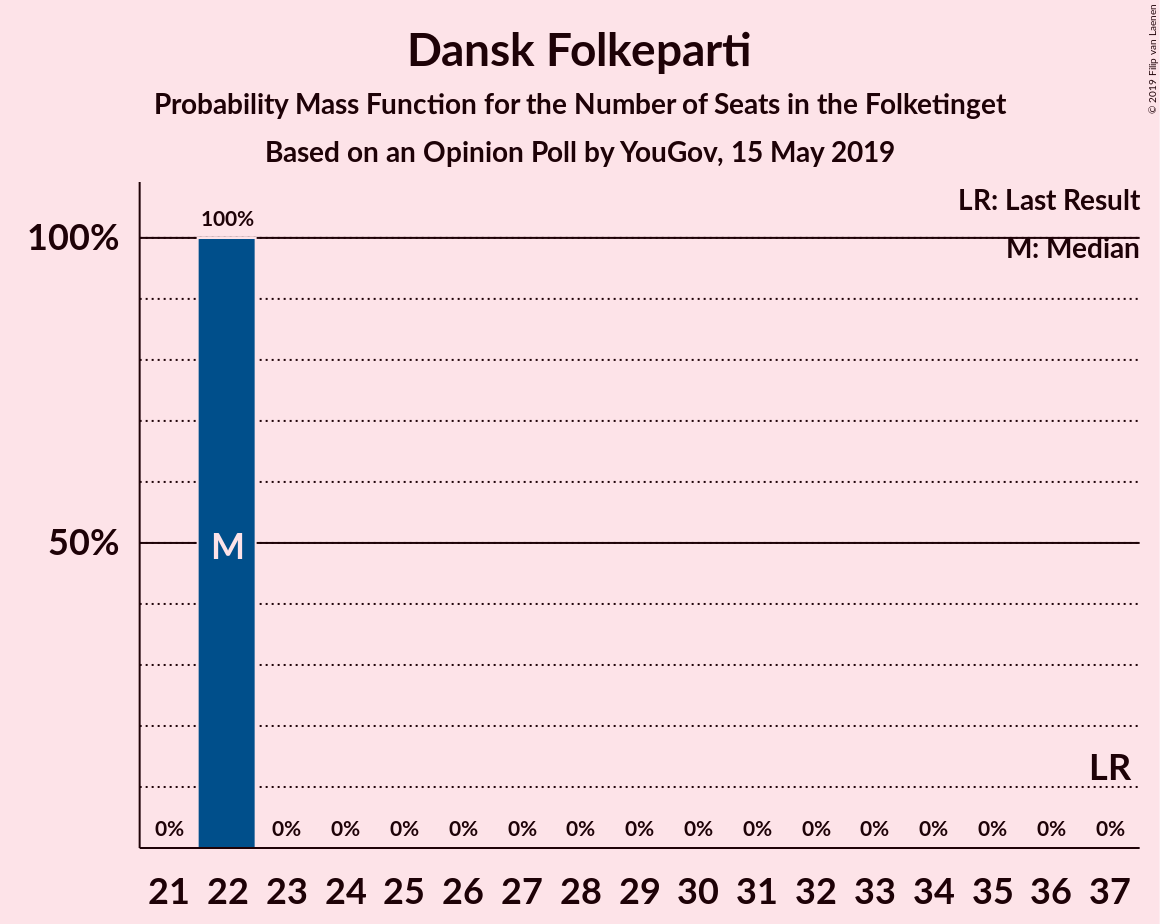 Dansk Folkeparti
Probability Mass Function for the Number of Seats in the Folketinget
Based on an Opinion Poll by YouGov, 15 May 2019
© 2019 Filip van Laenen
LR: Last Result
M: Median
100%
100%
50%
M
LR
0% 0% 0% 0% 0% 0% 0% 0% 0% 0% 0% 0% 0% 0% 0% 0%
21 22 23 24 25 26 27 28 29 30 31 32 33 34 35 36 37